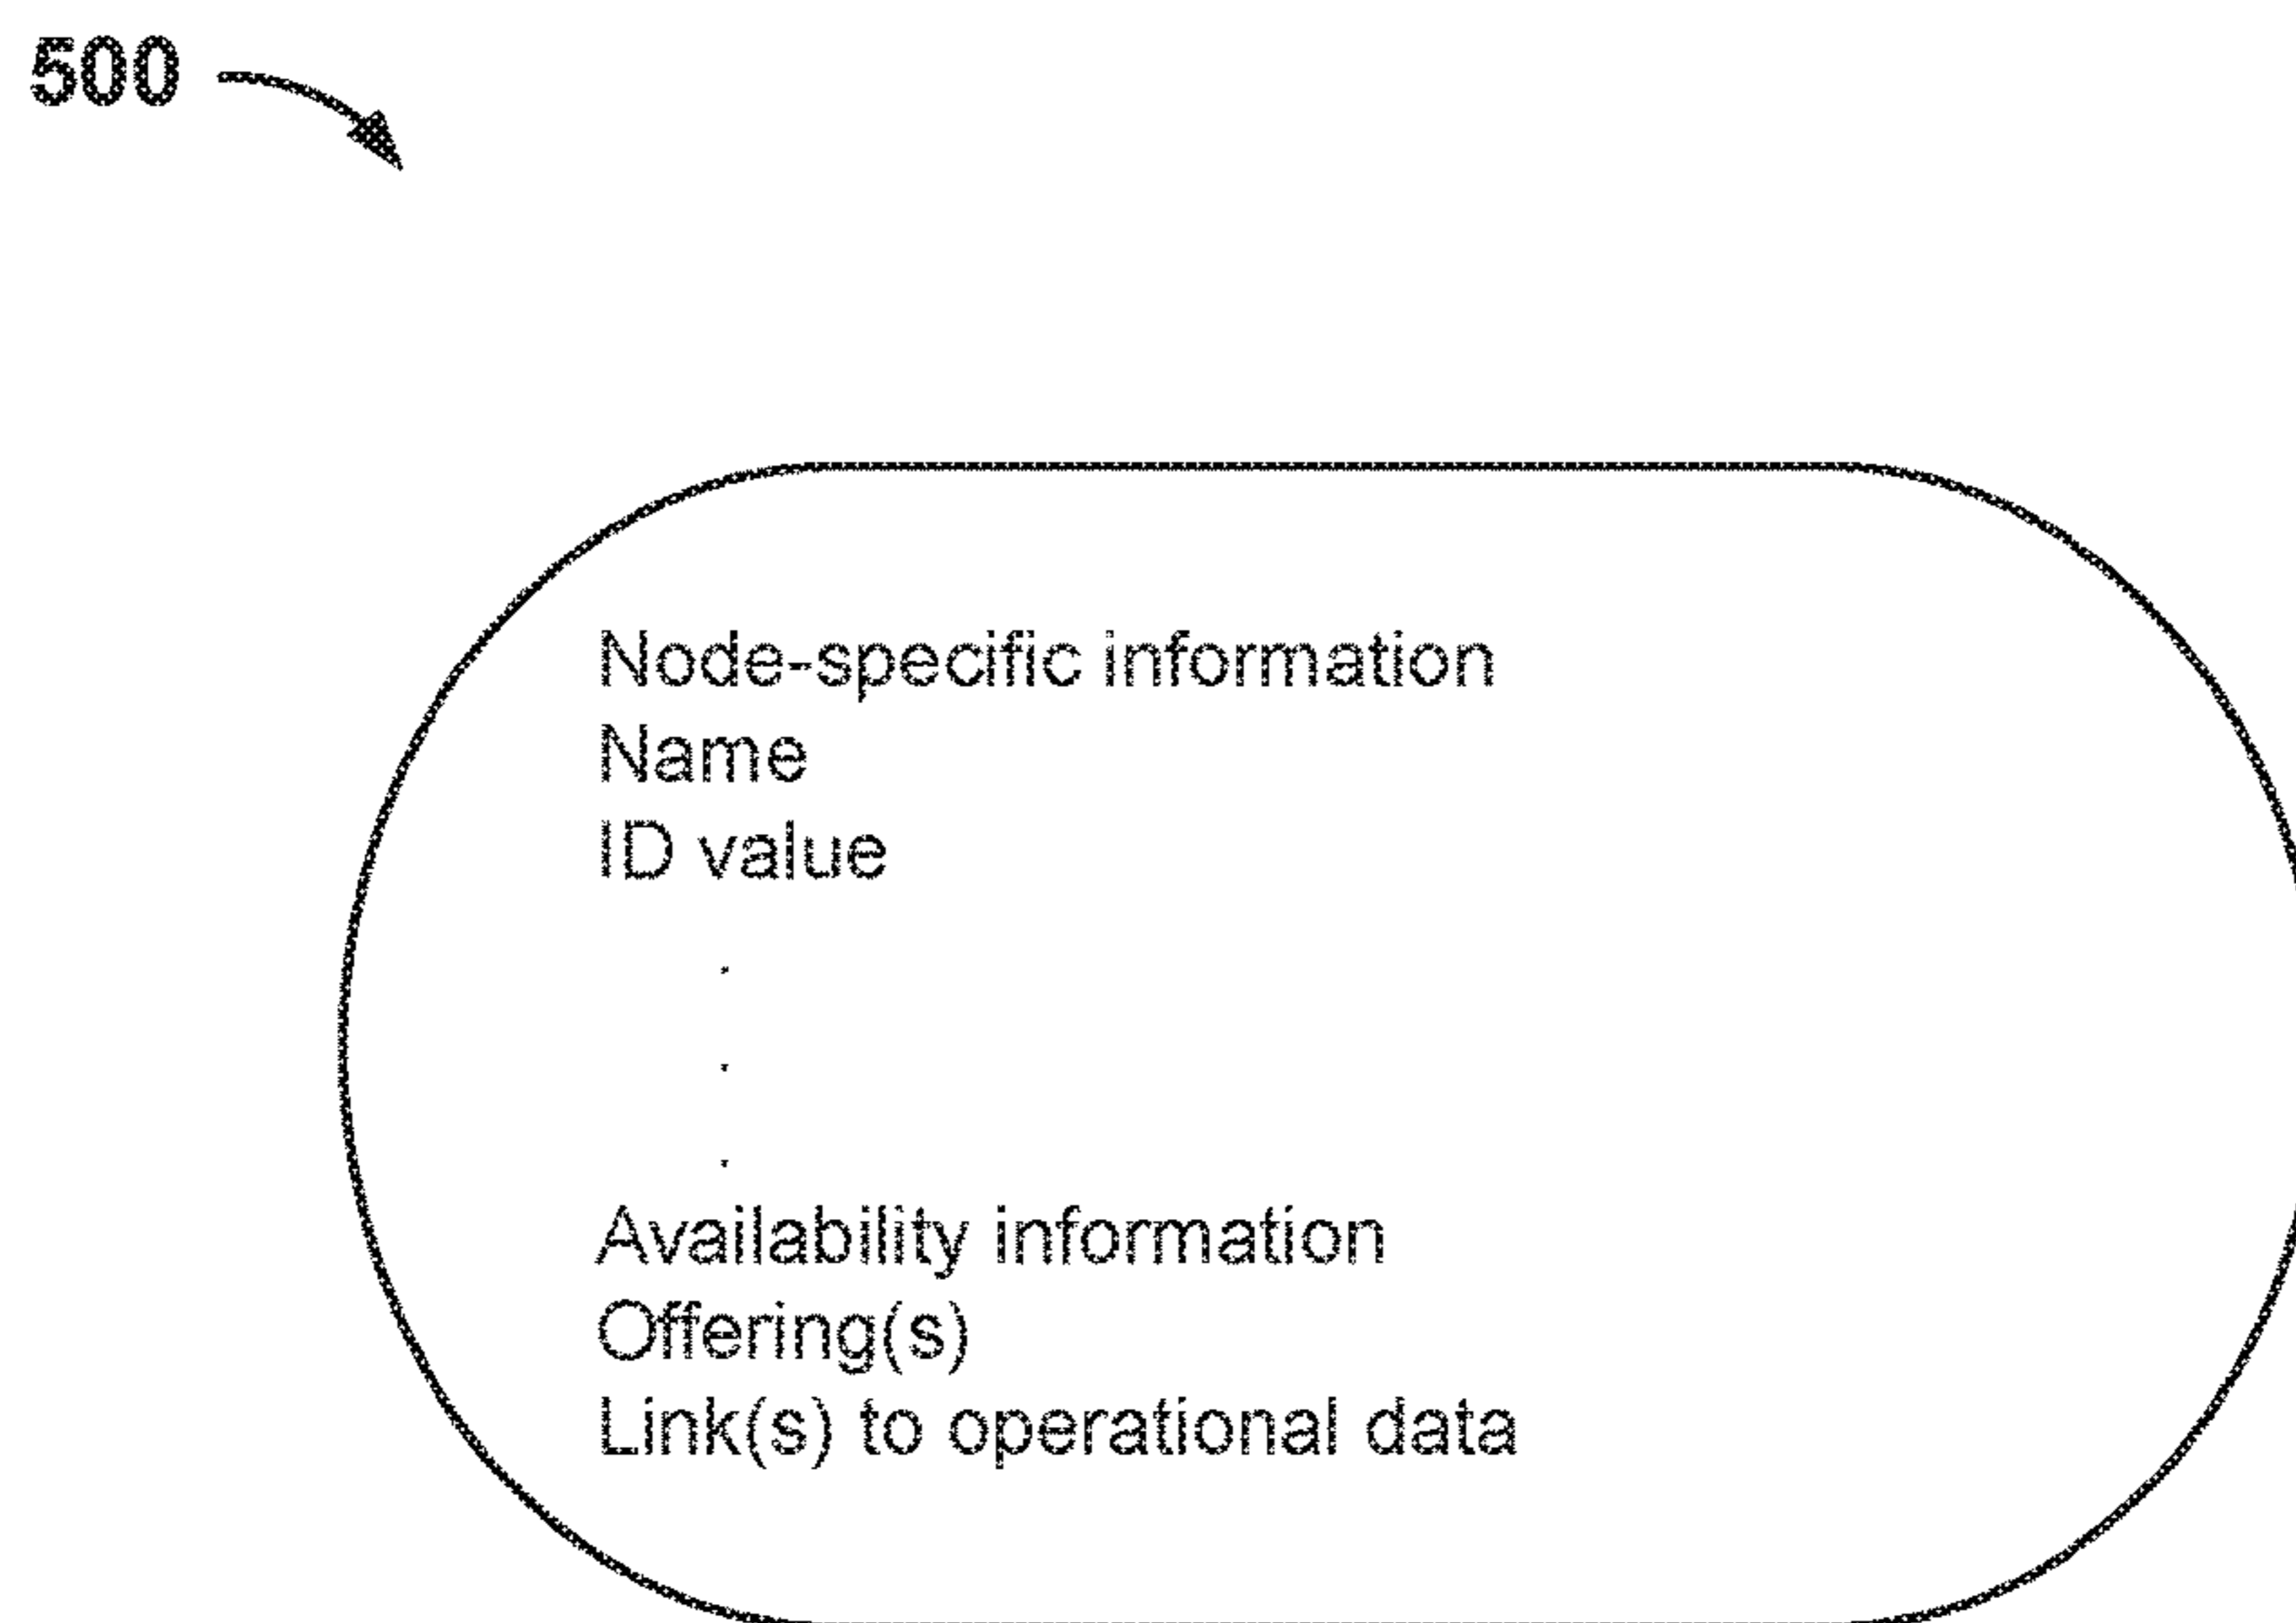 500
Node-specific information
Name
ID value
.
.
.
Availability information
Offering(s)
Link(s) to operational data